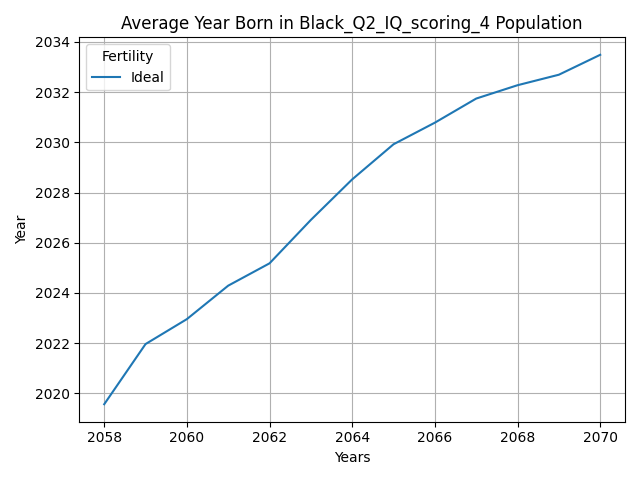 Average Year Born in Black_Q2_IQ_scoring_4 Population
Fertility
Ideal
2034
2032
2030
2028
2026
2024
2022
2020
Year
2058 2060 2062 2064 2066 2068 2070
Years